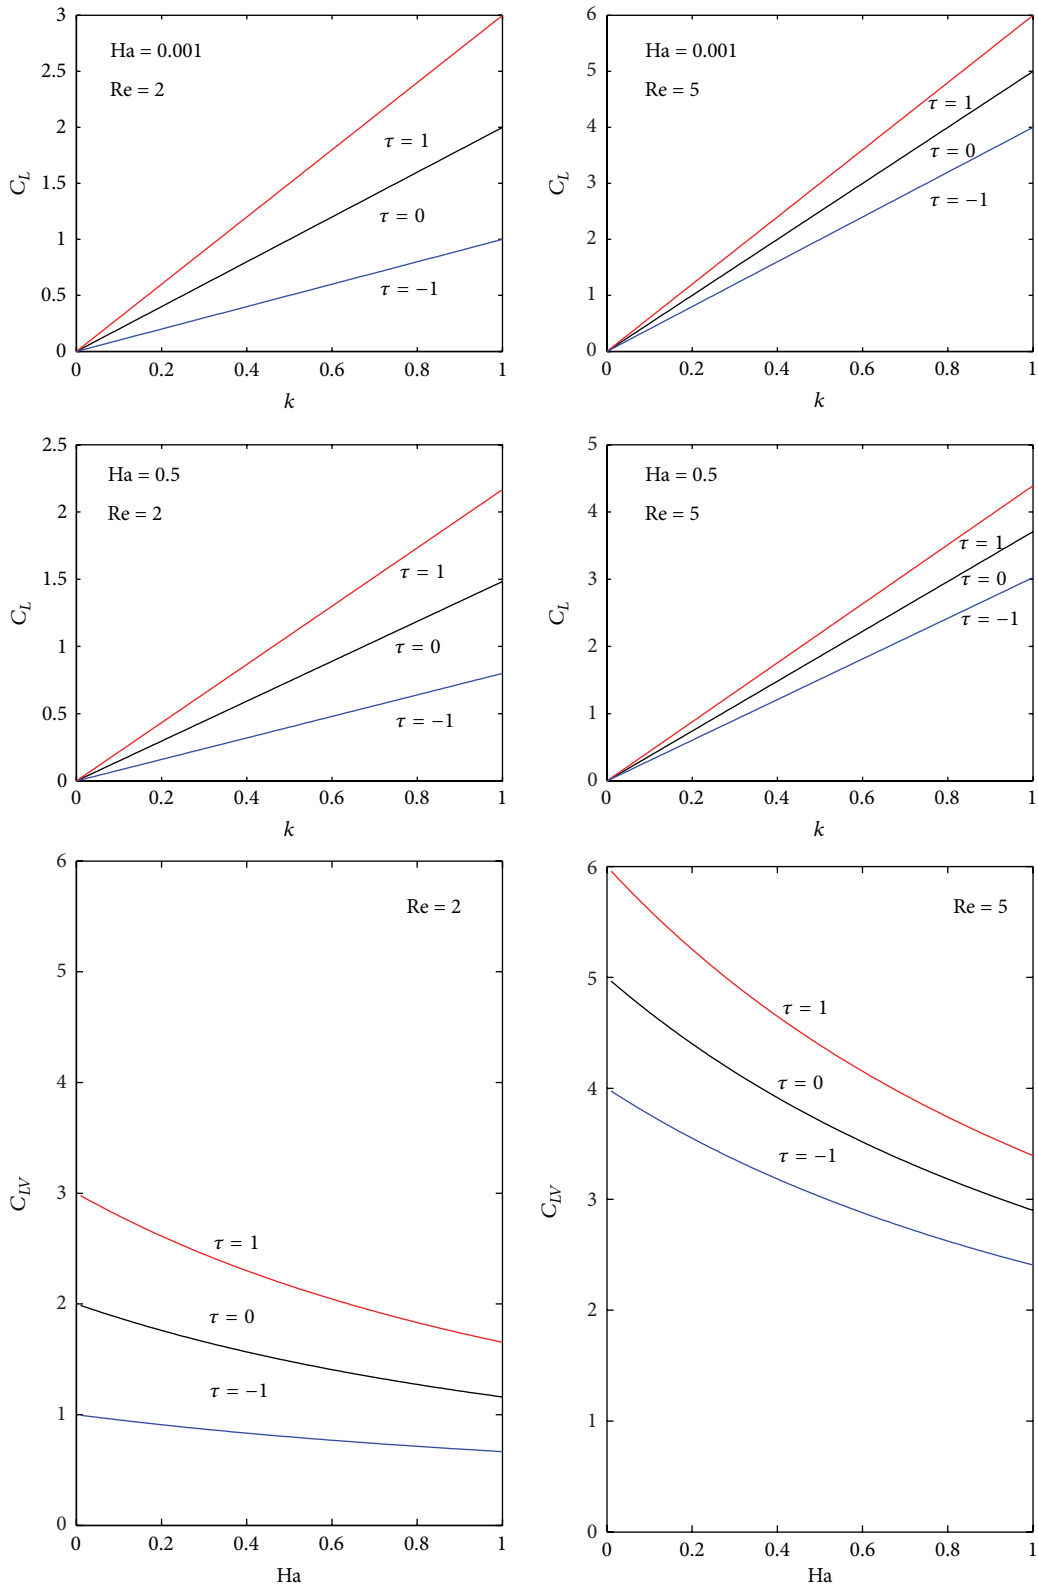 3
2.5
2
1.5
1
0.5
0
C_L
Ha = 0.001
Re = 2
τ = 1
τ = 0
τ = −1
0 0.2 0.4 0.6 0.8 1
k
6
5
4
3
2
1
0
C_L
Ha = 0.001
Re = 5
τ = 1
τ = 0
τ = −1
0 0.2 0.4 0.6 0.8 1
k
2.5
2
1.5
1
0.5
0
C_L
Ha = 0.5
Re = 2
τ = 1
τ = 0
τ = −1
0 0.2 0.4 0.6 0.8 1
k
5
4
3
2
1
0
C_L
Ha = 0.5
Re = 5
τ = 1
τ = 0
τ = −1
0 0.2 0.4 0.6 0.8 1
k
6
5
4
3
2
1
0
C_LV
Re = 2
τ = 1
τ = 0
τ = −1
0 0.2 0.4 0.6 0.8 1
Ha
6
5
4
3
2
1
0
C_LV
Re = 5
τ = 1
τ = 0
τ = −1
0 0.2 0.4 0.6 0.8 1
Ha